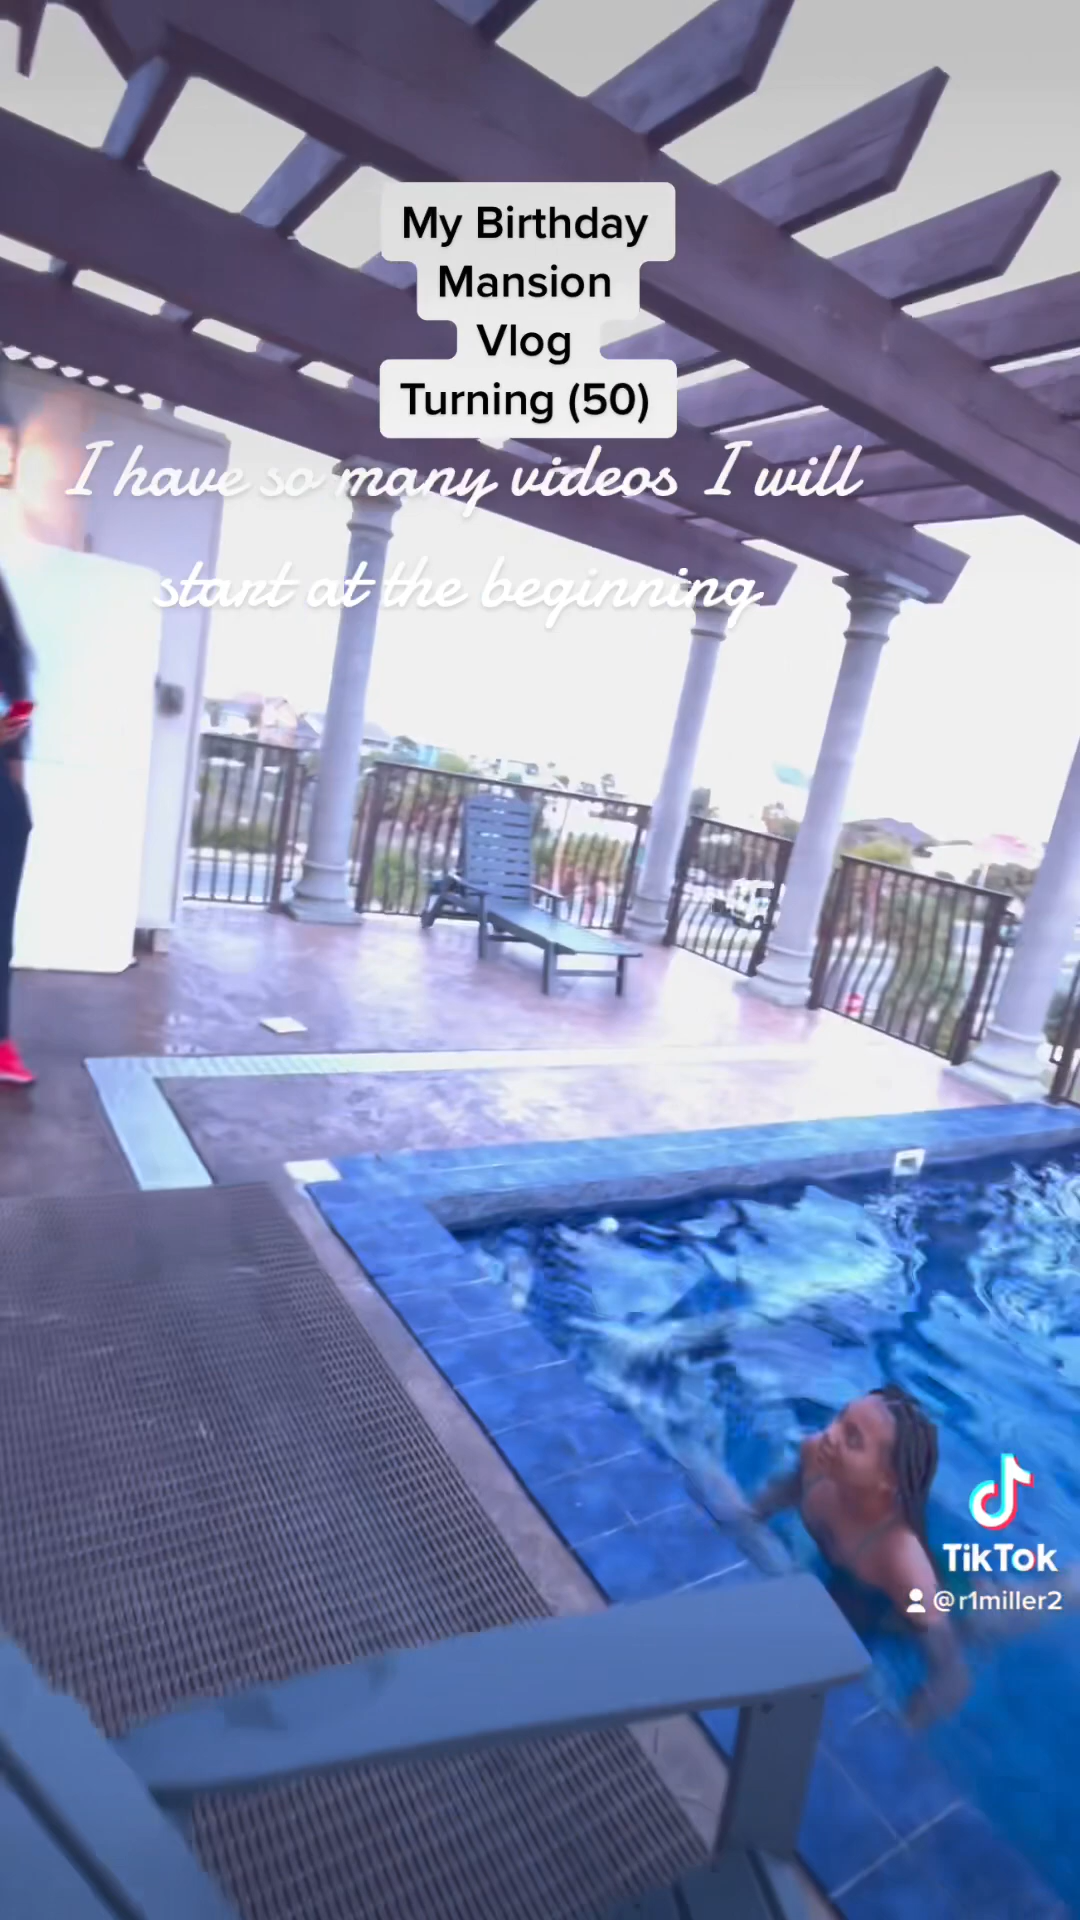 My Birthday
Mansion
Vlog
Turning (50)
I have so many videos I will
start at the beginning
TikTok
@r1miller2